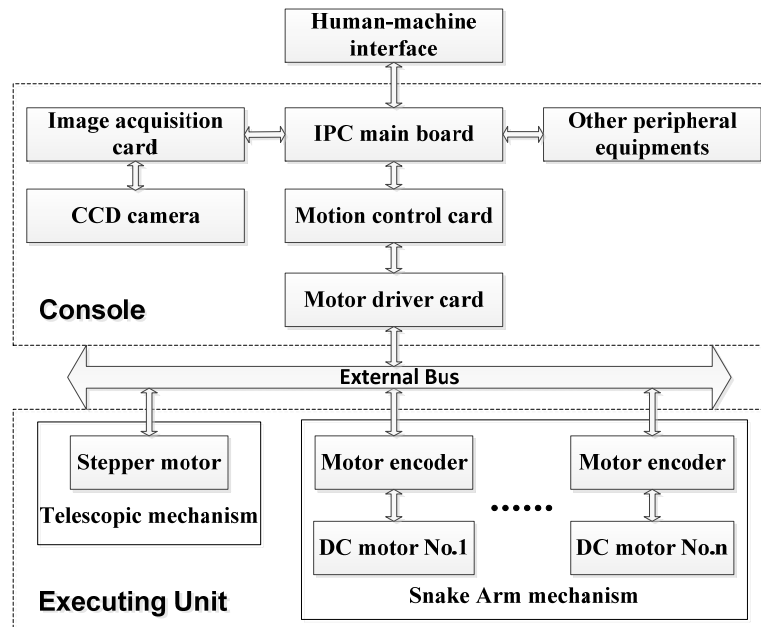 Human-machine
interface
Image acquisition
card
IPC main board
Other peripheral
equipments
CCD camera
Motion control card
Motor driver card
Console
External Bus
Stepper motor
Telescopic mechanism
Motor encoder
Motor encoder
......
DC motor No.1
DC motor No.n
Snake Arm mechanism
Executing Unit